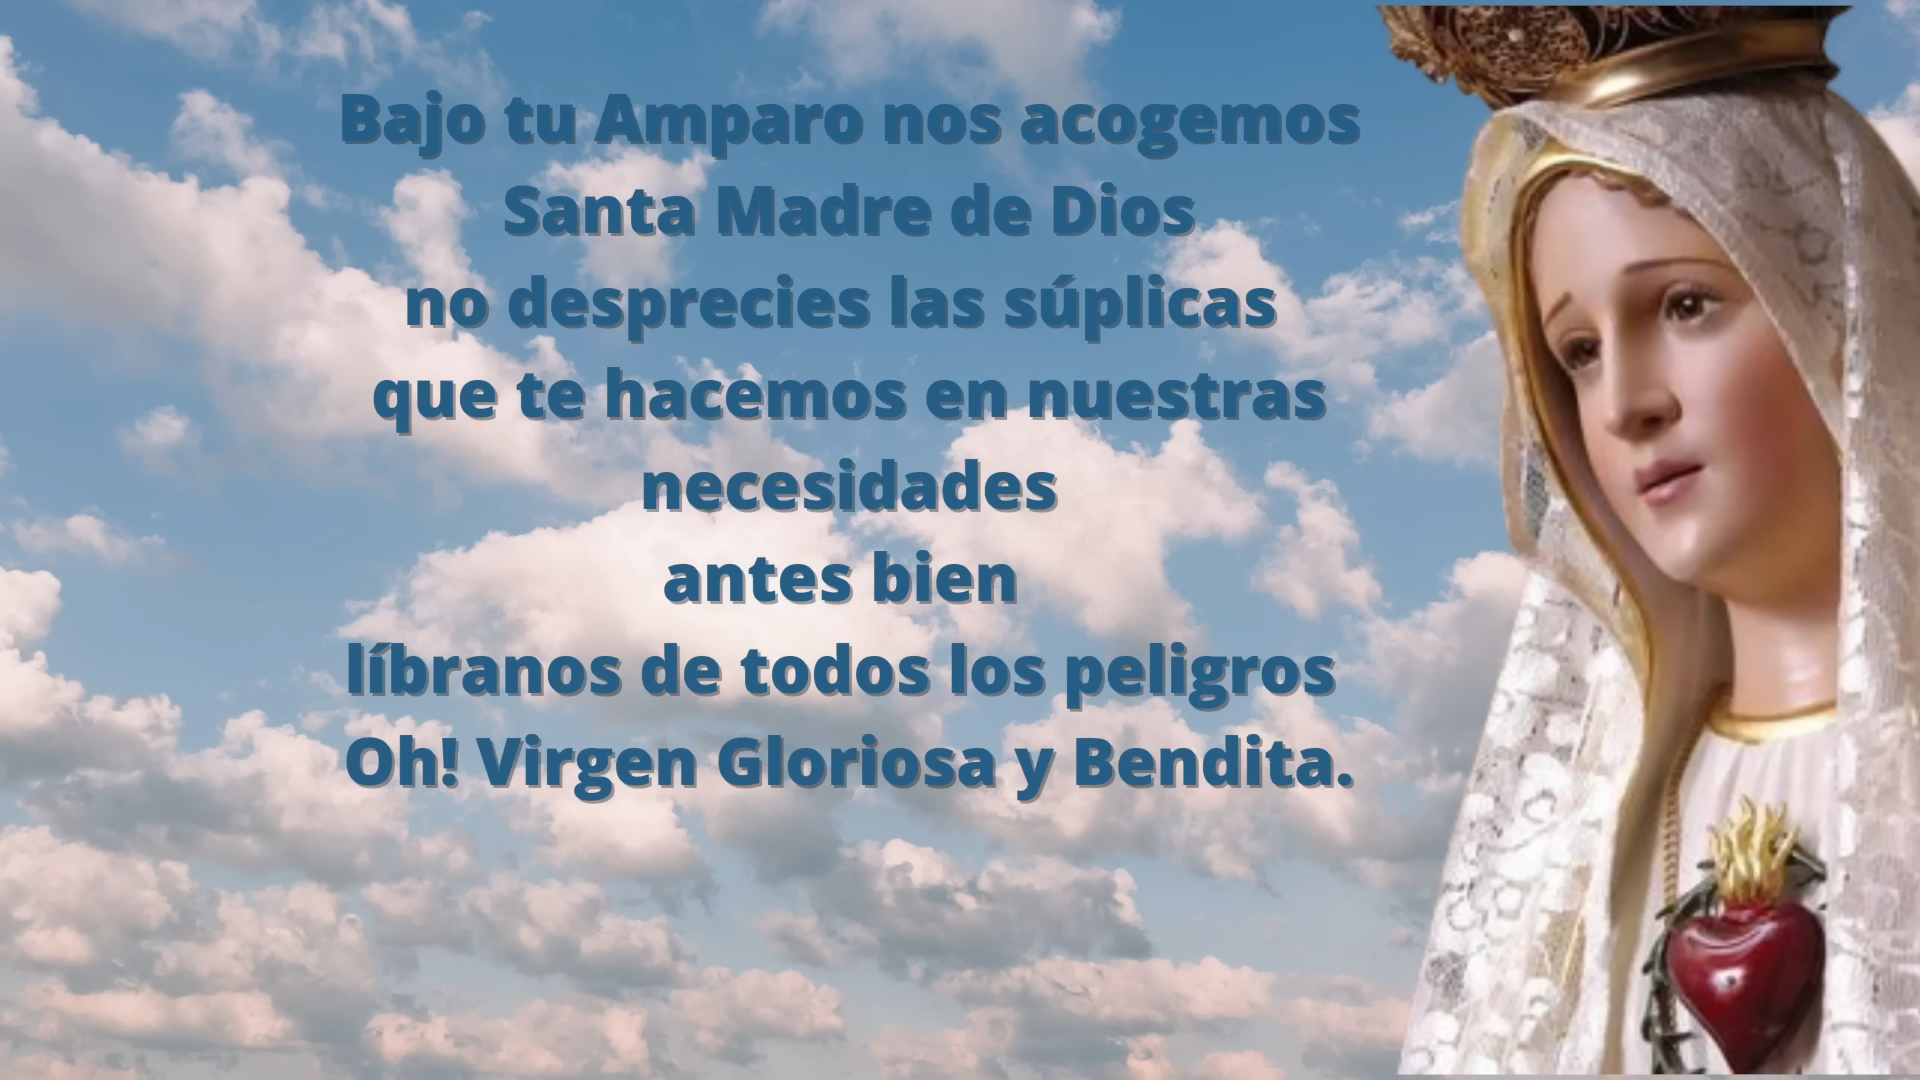 Bajo tu Amparo nos acogemos
Santa Madre de Dios
no desprecies las súplicas
que te hacemos en nuestras
necesidades
antes bien
líbranos de todos los peligros
Oh! Virgen Gloriosa y Bendita.